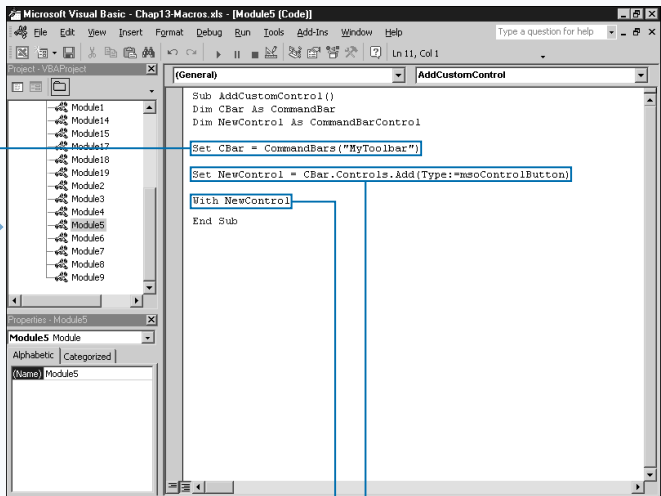 Microsoft Visual Basic - Chap13-Macros.xls - [Module5 (Code)]
File Edit View Insert Format Debug Run Tools Add-Ins Window Help Type a question for help
Ln 11, Col 1
Project - VBAProject
(General) AddCustomControl
Module1
Module14
Module15
Module17
Module18
Module19
Module2
Module3
Module4
Module5
Module6
Module7
Module8
Module9
Sub AddCustomControl()
Dim CBar As CommandBar
Dim NewControl As CommandBarControl
Set CBar = CommandBars("MyToolbar")
Set NewControl = CBar.Controls.Add(Type:=msoControlButton)
With NewControl
End Sub
Properties - Module5
Module5 Module
Alphabetic Categorized
(Name) Module5